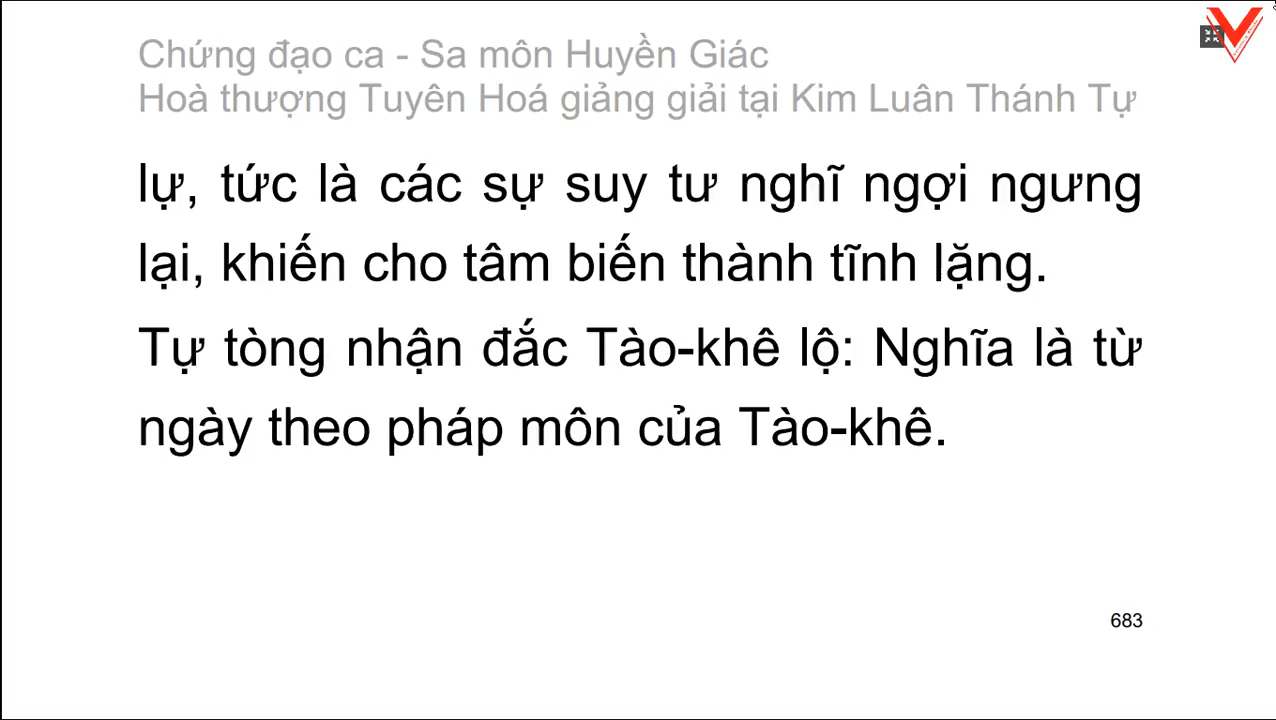 Chứng đạo ca - Sa môn Huyền Giác
Hoà thượng Tuyên Hoá giảng giải tại Kim Luân Thánh Tự
lự, tức là các sự suy tư nghĩ ngợi ngưng
lại, khiến cho tâm biến thành tĩnh lặng.
Tự tòng nhận đắc Tào-khê lộ: Nghĩa là từ
ngày theo pháp môn của Tào-khê.
683